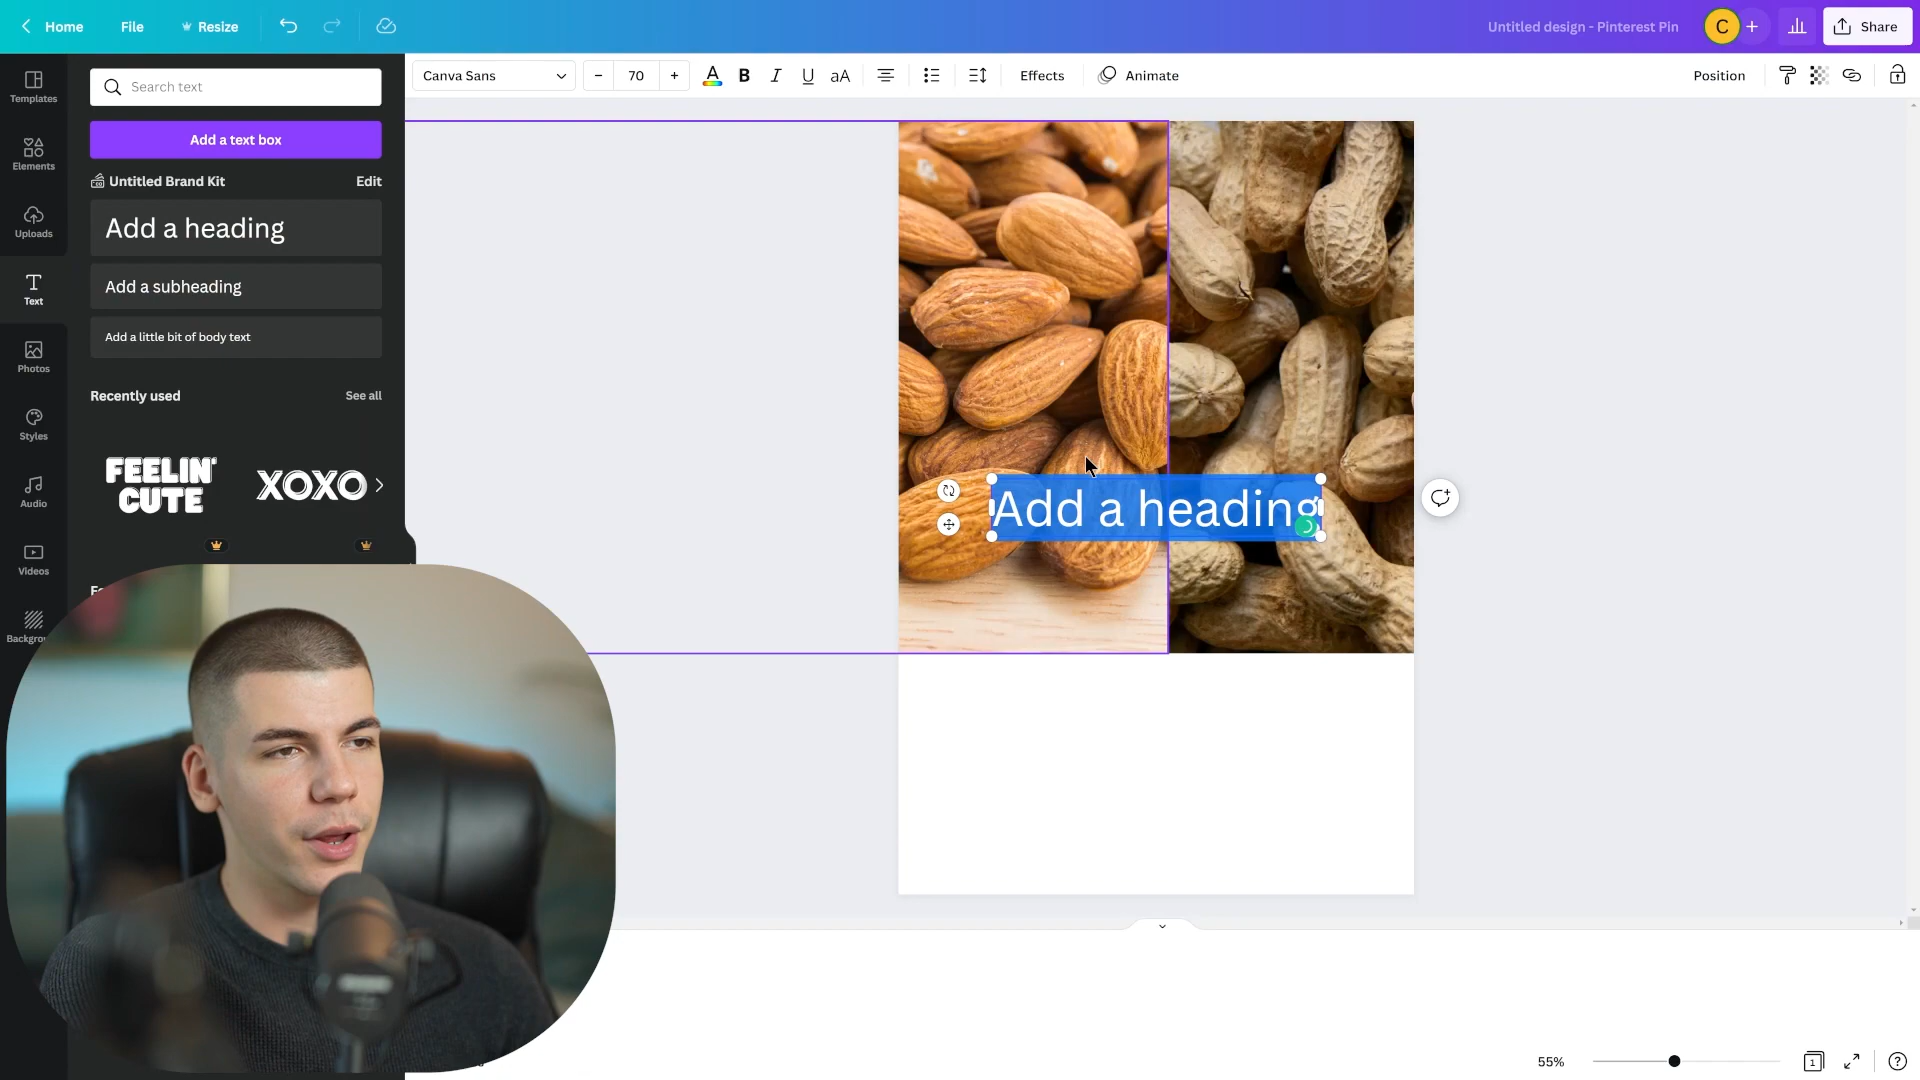 Home
File
Resize
Untitled design - Pinterest Pin
C
Share
Templates
Elements
Uploads
Text
Photos
Styles
Audio
Videos
Search text
Add a text box
Untitled Brand Kit
Edit
Add a heading
Add a subheading
Add a little bit of body text
Recently used
See all
FEELIN'
CUTE
XOXO
Canva Sans
70
A
B
I
U
aA
Effects
Animate
Position
Add a heading
55%
1